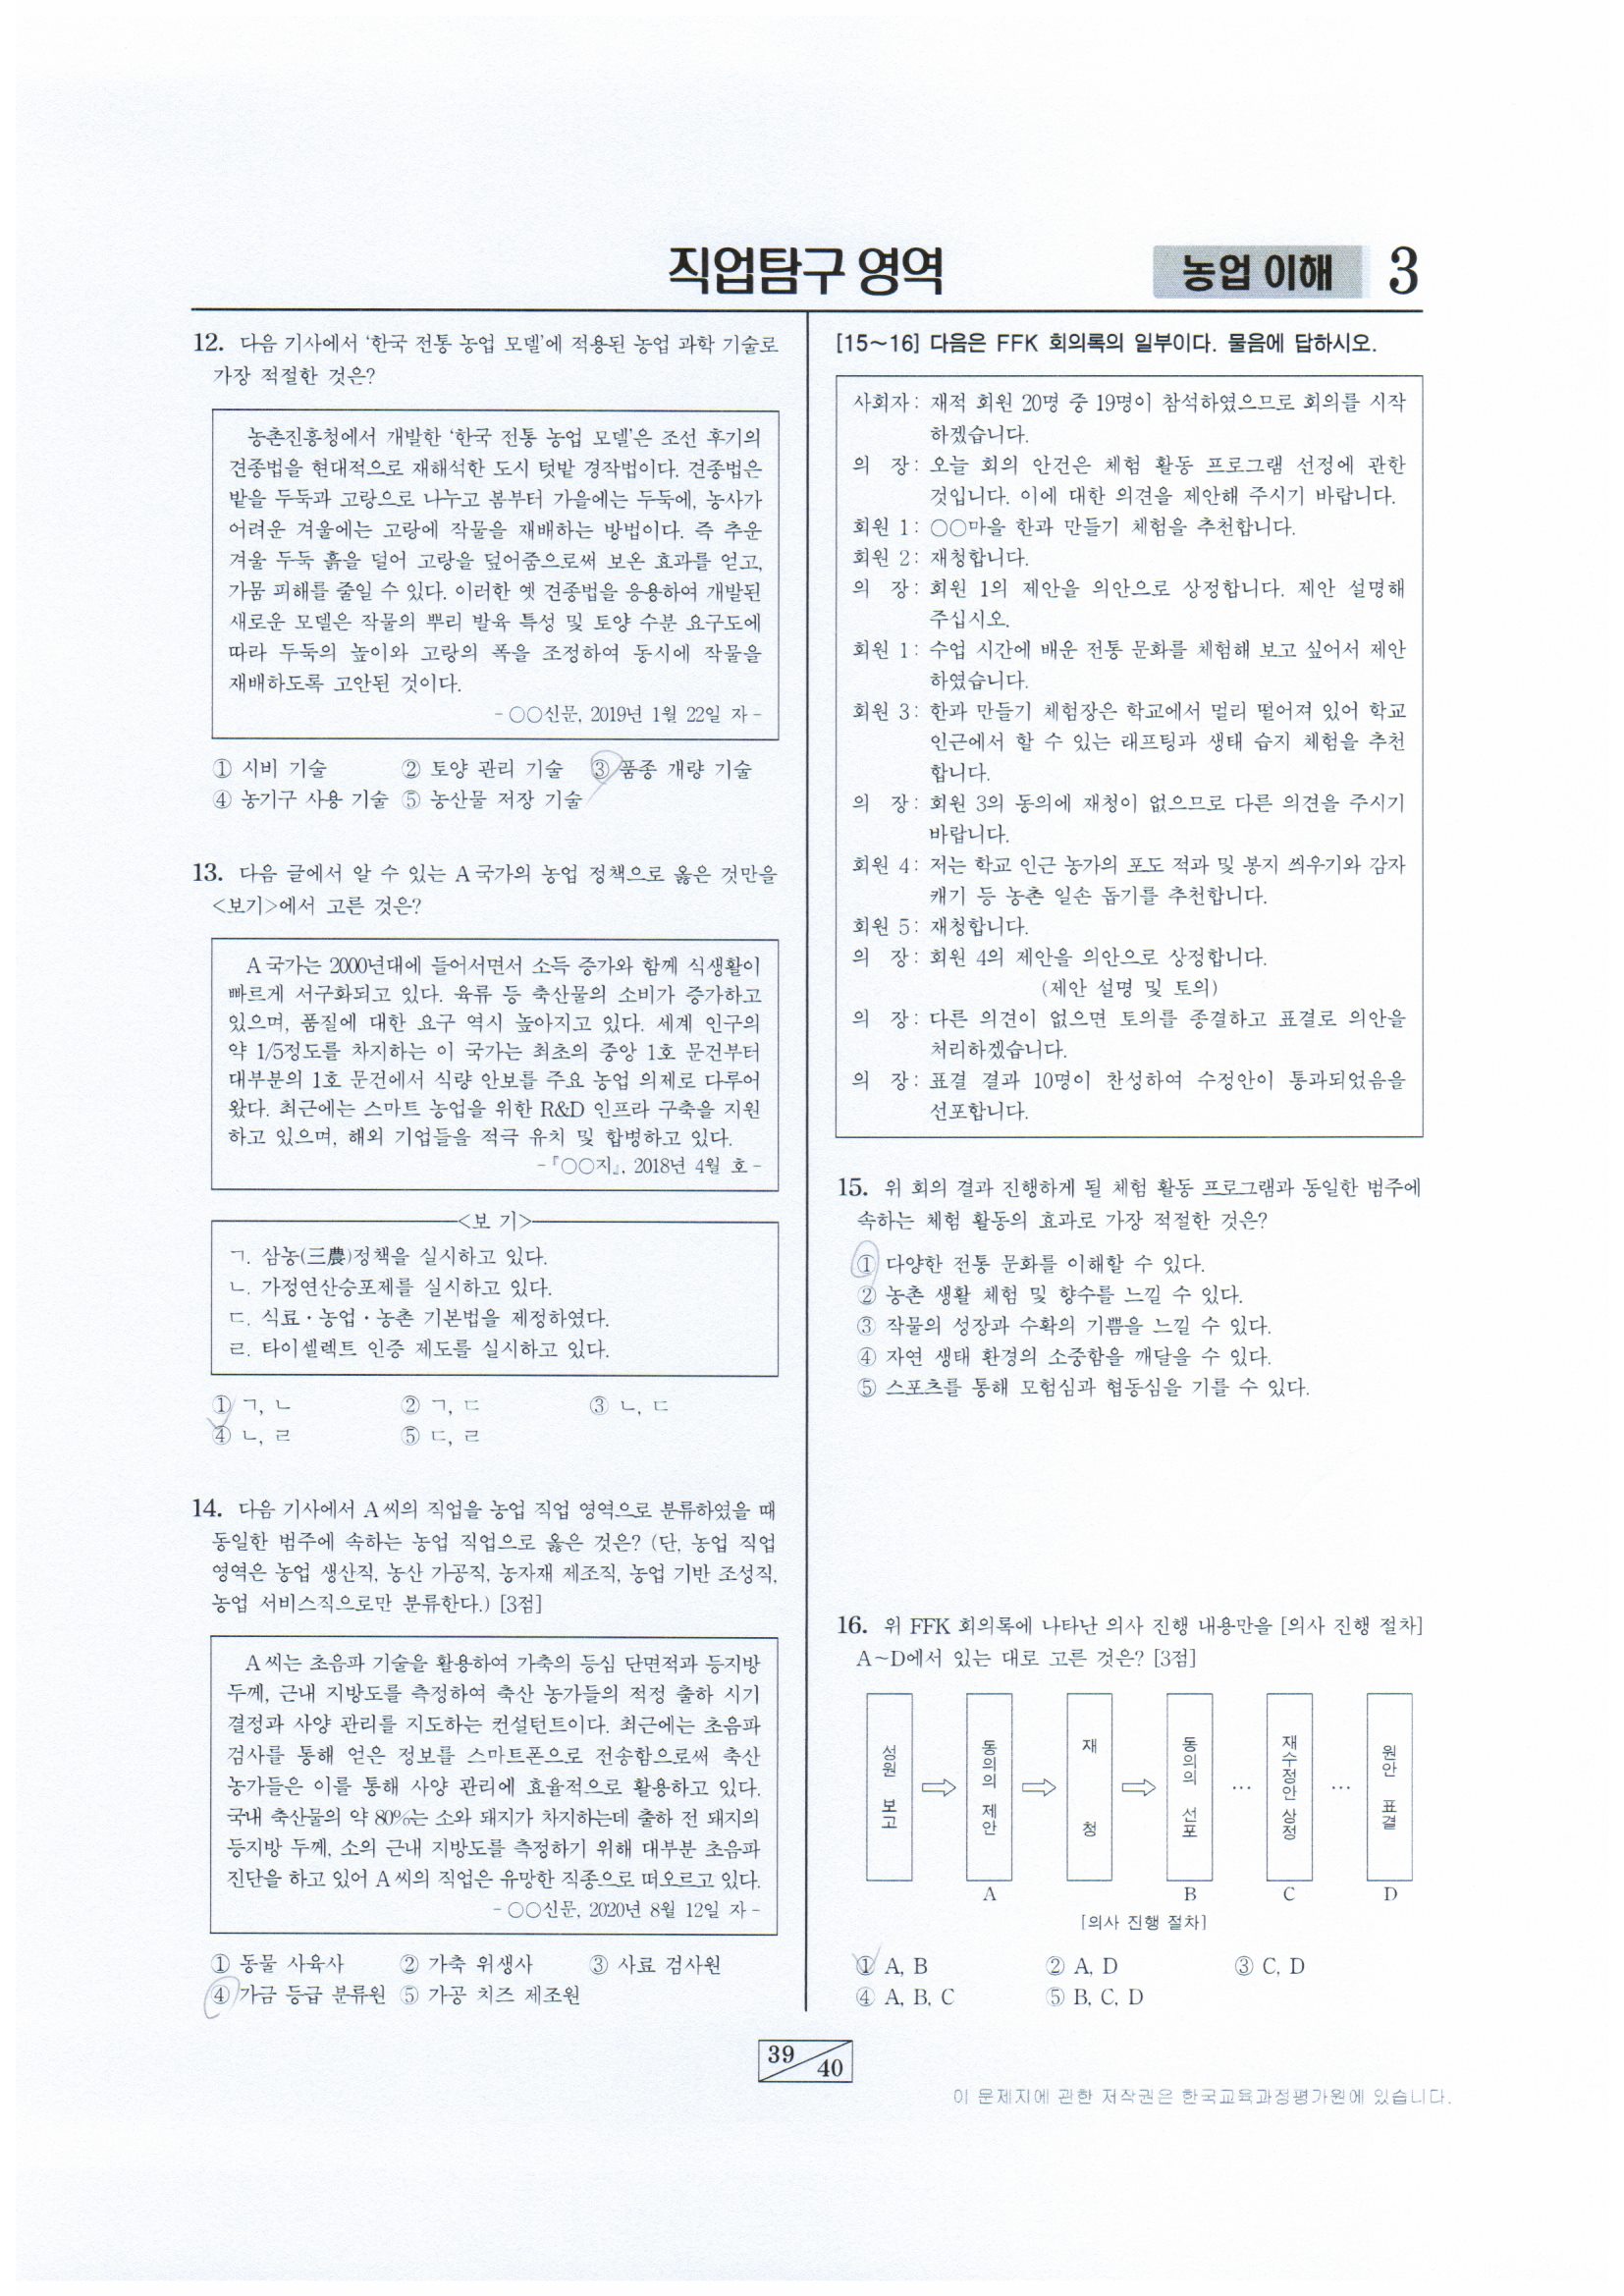 직업탐구 영역
농업 이해 3
12. 다음 기사에서 ‘한국 전통 농업 모델’에 적용된 농업 과학 기술로
가장 적절한 것은?
농촌진흥청에서 개발한 ‘한국 전통 농업 모델’은 조선 후기의
견종법을 현대적으로 재해석한 도시 텃밭 경작법이다. 견종법은
밭을 두둑과 고랑으로 나누고 봄부터 가을에는 두둑에, 농사가
어려운 겨울에는 고랑에 작물을 재배하는 방법이다. 즉 추운
겨울 두둑 흙을 덜어 고랑을 덮어줌으로써 보온 효과를 얻고,
가뭄 피해를 줄일 수 있다. 이러한 옛 견종법을 응용하여 개발된
새로운 모델은 작물의 뿌리 발육 특성 및 토양 수분 요구도에
따라 두둑의 높이와 고랑의 폭을 조정하여 동시에 작물을
재배하도록 고안된 것이다.
- ○○신문, 2019년 1월 22일 자 -
① 시비 기술 ② 토양 관리 기술 ③ 품종 개량 기술
④ 농기구 사용 기술 ⑤ 농산물 저장 기술
13. 다음 글에서 알 수 있는 A 국가의 농업 정책으로 옳은 것만을
<보기>에서 고른 것은?
A 국가는 2000년대에 들어서면서 소득 증가와 함께 식생활이
빠르게 서구화되고 있다. 육류 등 축산물의 소비가 증가하고
있으며, 품질에 대한 요구 역시 높아지고 있다. 세계 인구의
약 1/5정도를 차지하는 이 국가는 최초의 중앙 1호 문건부터
대부분의 1호 문건에서 식량 안보를 주요 농업 의제로 다루어
왔다. 최근에는 스마트 농업을 위한 R&D 인프라 구축을 지원
하고 있으며, 해외 기업들을 적극 유치 및 합병하고 있다.
-『○○지』, 2018년 4월 호 -
<보 기>
ㄱ. 삼농(三農)정책을 실시하고 있다.
ㄴ. 가정연산승포제를 실시하고 있다.
ㄷ. 식료·농업·농촌 기본법을 제정하였다.
ㄹ. 타이셀렉트 인증 제도를 실시하고 있다.
① ㄱ, ㄴ ② ㄱ, ㄷ ③ ㄴ, ㄷ
④ ㄴ, ㄹ ⑤ ㄷ, ㄹ
14. 다음 기사에서 A 씨의 직업을 농업 직업 영역으로 분류하였을 때
동일한 범주에 속하는 농업 직업으로 옳은 것은? (단, 농업 직업
영역은 농업 생산직, 농산 가공직, 농자재 제조직, 농업 기반 조성직,
농업 서비스직으로만 분류한다.) [3점]
A 씨는 초음파 기술을 활용하여 가축의 등심 단면적과 등지방
두께, 근내 지방도를 측정하여 축산 농가들의 적정 출하 시기
결정과 사양 관리를 지도하는 컨설턴트이다. 최근에는 초음파
검사를 통해 얻은 정보를 스마트폰으로 전송함으로써 축산
농가들은 이를 통해 사양 관리에 효율적으로 활용하고 있다.
국내 축산물의 약 80%는 소와 돼지가 차지하는데 출하 전 돼지의
등지방 두께, 소의 근내 지방도를 측정하기 위해 대부분 초음파
진단을 하고 있어 A 씨의 직업은 유망한 직종으로 떠오르고 있다.
- ○○신문, 2020년 8월 12일 자 -
① 동물 사육사 ② 가축 위생사 ③ 사료 검사원
④ 가금 등급 분류원 ⑤ 가공 치즈 제조원
[15~16] 다음은 FFK 회의록의 일부이다. 물음에 답하시오.
사회자: 재적 회원 20명 중 19명이 참석하였으므로 회의를 시작
하겠습니다.
의 장: 오늘 회의 안건은 체험 활동 프로그램 선정에 관한
것입니다. 이에 대한 의견을 제안해 주시기 바랍니다.
회원 1: ○○마을 한과 만들기 체험을 추천합니다.
회원 2: 재청합니다.
의 장: 회원 1의 제안을 의안으로 상정합니다. 제안 설명해
주십시오.
회원 1: 수업 시간에 배운 전통 문화를 체험해 보고 싶어서 제안
하였습니다.
회원 3: 한과 만들기 체험장은 학교에서 멀리 떨어져 있어 학교
인근에서 할 수 있는 래프팅과 생태 습지 체험을 추천
합니다.
의 장: 회원 3의 동의에 재청이 없으므로 다른 의견을 주시기
바랍니다.
회원 4: 저는 학교 인근 농가의 포도 적과 및 봉지 씌우기와 감자
캐기 등 농촌 일손 돕기를 추천합니다.
회원 5: 재청합니다.
의 장: 회원 4의 제안을 의안으로 상정합니다.
(제안 설명 및 토의)
의 장: 다른 의견이 없으면 토의를 종결하고 표결로 의안을
처리하겠습니다.
의 장: 표결 결과 10명이 찬성하여 수정안이 통과되었음을
선포합니다.
15. 위 회의 결과 진행하게 될 체험 활동 프로그램과 동일한 범주에
속하는 체험 활동의 효과로 가장 적절한 것은?
① 다양한 전통 문화를 이해할 수 있다.
② 농촌 생활 체험 및 향수를 느낄 수 있다.
③ 작물의 성장과 수확의 기쁨을 느낄 수 있다.
④ 자연 생태 환경의 소중함을 깨달을 수 있다.
⑤ 스포츠를 통해 모험심과 협동심을 기를 수 있다.
16. 위 FFK 회의록에 나타난 의사 진행 내용만을 [의사 진행 절차]
A~D에서 있는 대로 고른 것은? [3점]
성원 보고 ⇨ 동의의 제안 ⇨ 재청 ⇨ 동의의 선포 … 재수정안 상정 … 원안 표결
A B C D
[의사 진행 절차]
① A, B ② A, D ③ C, D
④ A, B, C ⑤ B, C, D
39 40
이 문제지에 관한 저작권은 한국교육과정평가원에 있습니다.